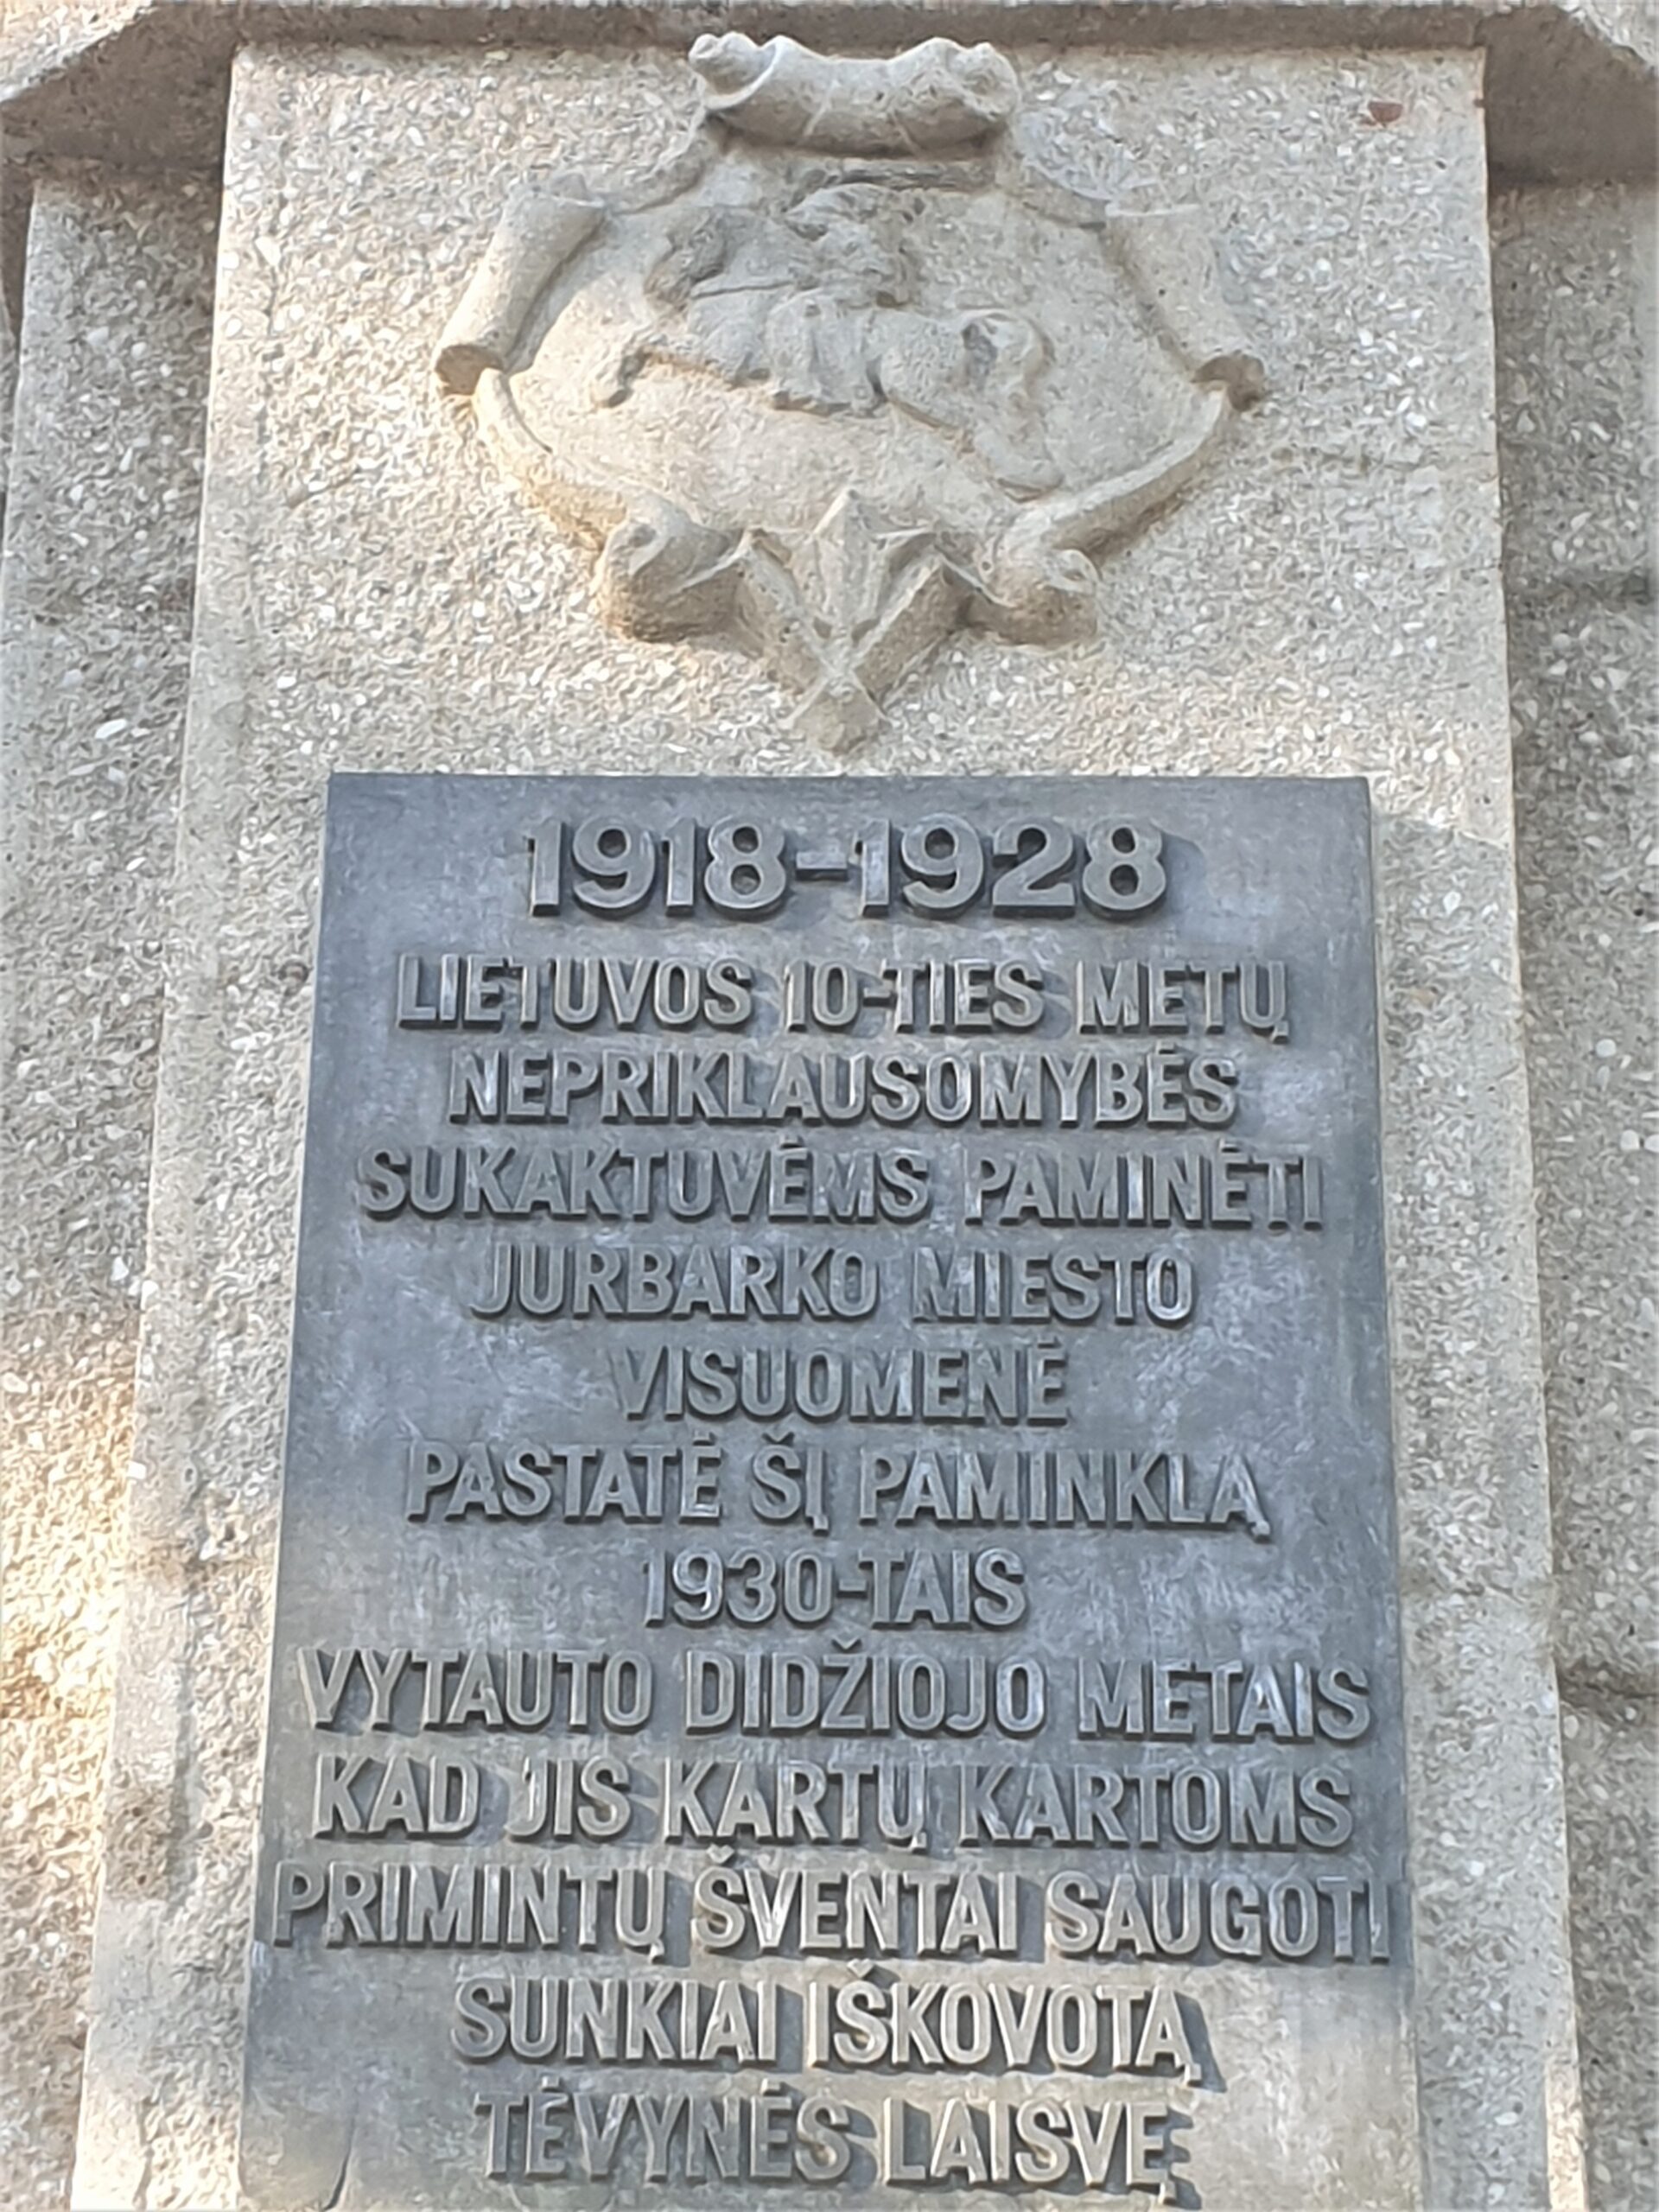 1918-1928
LIETUVOS 10-TIES METŲ
NEPRIKLAUSOMYBĖS
SUKAKTUVĖMS PAMINĖTI
JURBARKO MIESTO
VISUOMENĖ
PASTATĖ ŠĮ PAMINKLĄ
1930-TAIS
VYTAUTO DIDŽIOJO METAIS
KAD JIS KARTŲ KARTOMS
PRIMINTŲ ŠVENTAI SAUGOTI
SUNKIAI IŠKOVOTĄ
TĖVYNĖS LAISVĘ